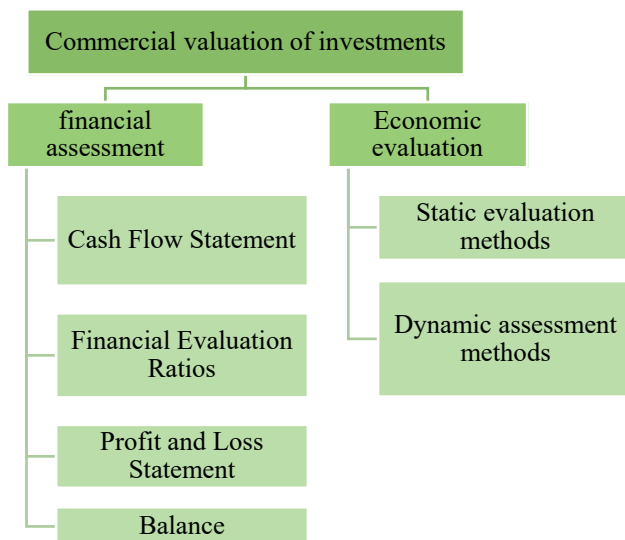 Commercial valuation of investments
financial
assessment
Economic
evaluation
Cash Flow Statement
Financial Evaluation
Ratios
Profit and Loss
Statement
Balance
Static evaluation
methods
Dynamic assessment
methods